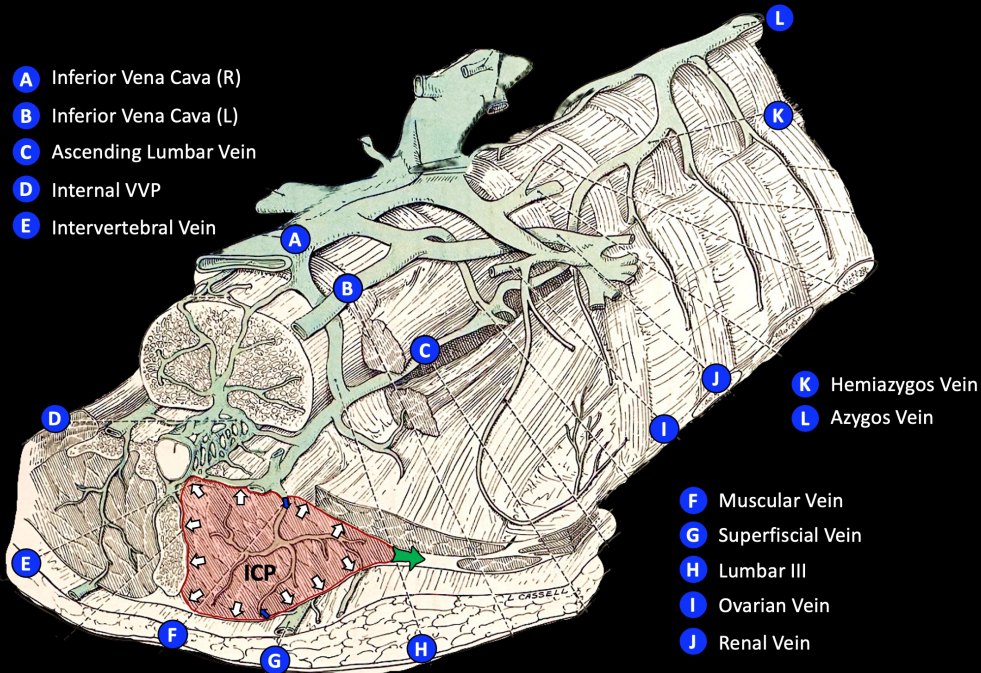 A Inferior Vena Cava (R)
B Inferior Vena Cava (L)
C Ascending Lumbar Vein
D Internal VVP
E Intervertebral Vein
L
K
A
B
C
D
J
I
K Hemiazygos Vein
L Azygos Vein
E
ICP
F
G
H
L CASSELL
F Muscular Vein
G Superfiscial Vein
H Lumbar III
I Ovarian Vein
J Renal Vein